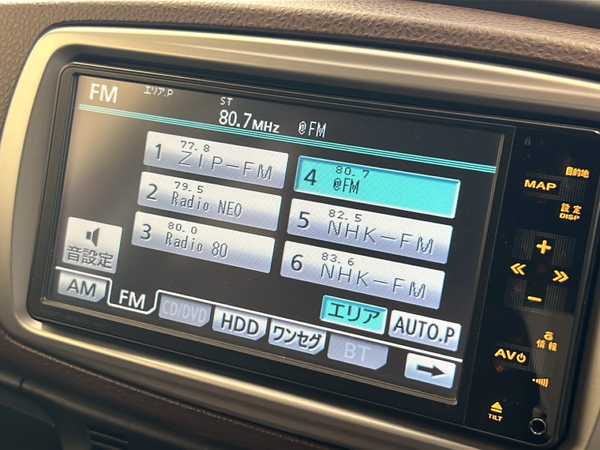 FM エリア.P
ST
80.7MHz @FM
77.8
1 ZIP-FM
79.5
2 Radio NEO
80.0
3 Radio 80
80.7
4 @FM
82.5
5 NHK-FM
83.6
6 NHK-FM
音設定
エリア AUTO.P
AM FM CD/DVD HDD ワンセグ BT
目的地
MAP
設定
DISP
+
«  »
−
情報
AV
TILT